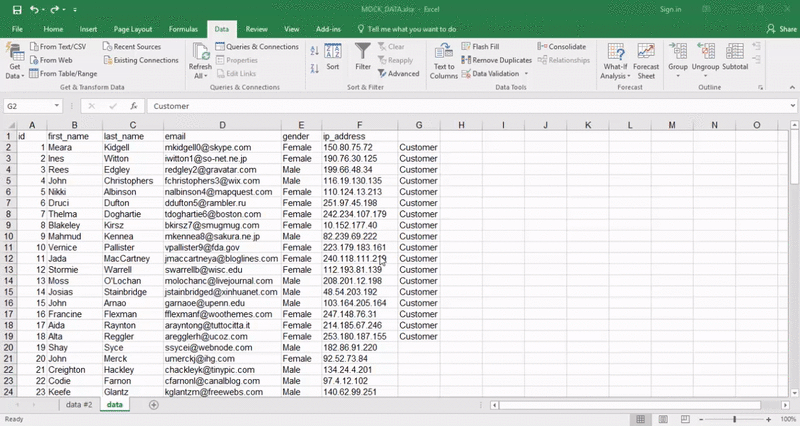 MOCK_DATA.xlsx - Excel
Sign in
File Home Insert Page Layout Formulas Data Review View Add-ins Tell me what you want to do Share
Get Data
From Text/CSV
From Web
From Table/Range
Recent Sources
Existing Connections
Get & Transform Data
Refresh All
Queries & Connections
Properties
Edit Links
Queries & Connections
Sort
Filter
Clear
Reapply
Advanced
Sort & Filter
Text to Columns
Flash Fill
Remove Duplicates
Data Validation
Consolidate
Relationships
Data Tools
What-If Analysis
Forecast Sheet
Forecast
Group
Ungroup
Subtotal
Outline
G2 fx Customer
A B C D E F G H I J K L M N O
1 id first_name last_name email gender ip_address
2 1 Meara Kidgell mkidgell0@skype.com Female 150.80.75.72 Customer
3 2 Ines Witton iwitton1@so-net.ne.jp Female 190.76.30.125 Customer
4 3 Rees Edgley redgley2@gravatar.com Male 199.66.48.34 Customer
5 4 John Christophers fchristophers3@wix.com Male 116.19.130.135 Customer
6 5 Nikki Albinson nalbinson4@mapquest.com Female 110.124.13.213 Customer
7 6 Druci Dufton ddufton5@rambler.ru Female 251.97.45.198 Customer
8 7 Thelma Doghartie tdoghartie6@boston.com Female 242.234.107.179 Customer
9 8 Blakeley Kirsz bkirsz7@smugmug.com Female 10.152.177.40 Customer
10 9 Mahmud Kennea mkennea8@sakura.ne.jp Male 82.239.69.222 Customer
11 10 Vernice Pallister vpallister9@fda.gov Female 223.179.183.161 Customer
12 11 Jada MacCartney jmaccartneya@bloglines.com Female 240.118.111.219 Customer
13 12 Stormie Warrell swarrellb@wisc.edu Female 112.193.81.139 Customer
14 13 Moss O'Lochan molochanc@livejournal.com Male 208.201.12.198 Customer
15 14 Josias Stainbridge jstainbridged@xinhuanet.com Male 48.54.203.192 Customer
16 15 John Arnao garnaoe@upenn.edu Male 103.164.205.164 Customer
17 16 Francine Flexman fflexmanf@woothemes.com Female 247.148.76.31 Customer
18 17 Aida Raynton arayntong@tuttocitta.it Female 214.185.67.246 Customer
19 18 Alta Reggler aregglerh@ucoz.com Female 253.180.187.155 Customer
20 19 Shay Syce ssycei@webnode.com Male 182.86.91.220
21 20 John Merck umerckj@ihg.com Female 92.52.73.84
22 21 Creighton Hackley chackleyk@tinypic.com Male 134.24.4.201
23 22 Codie Farnon cfarnonl@canalblog.com Male 97.4.12.102
24 23 Keefe Glantz kglantzm@freewebs.com Male 140.62.99.251
data #2 data
Ready 100%